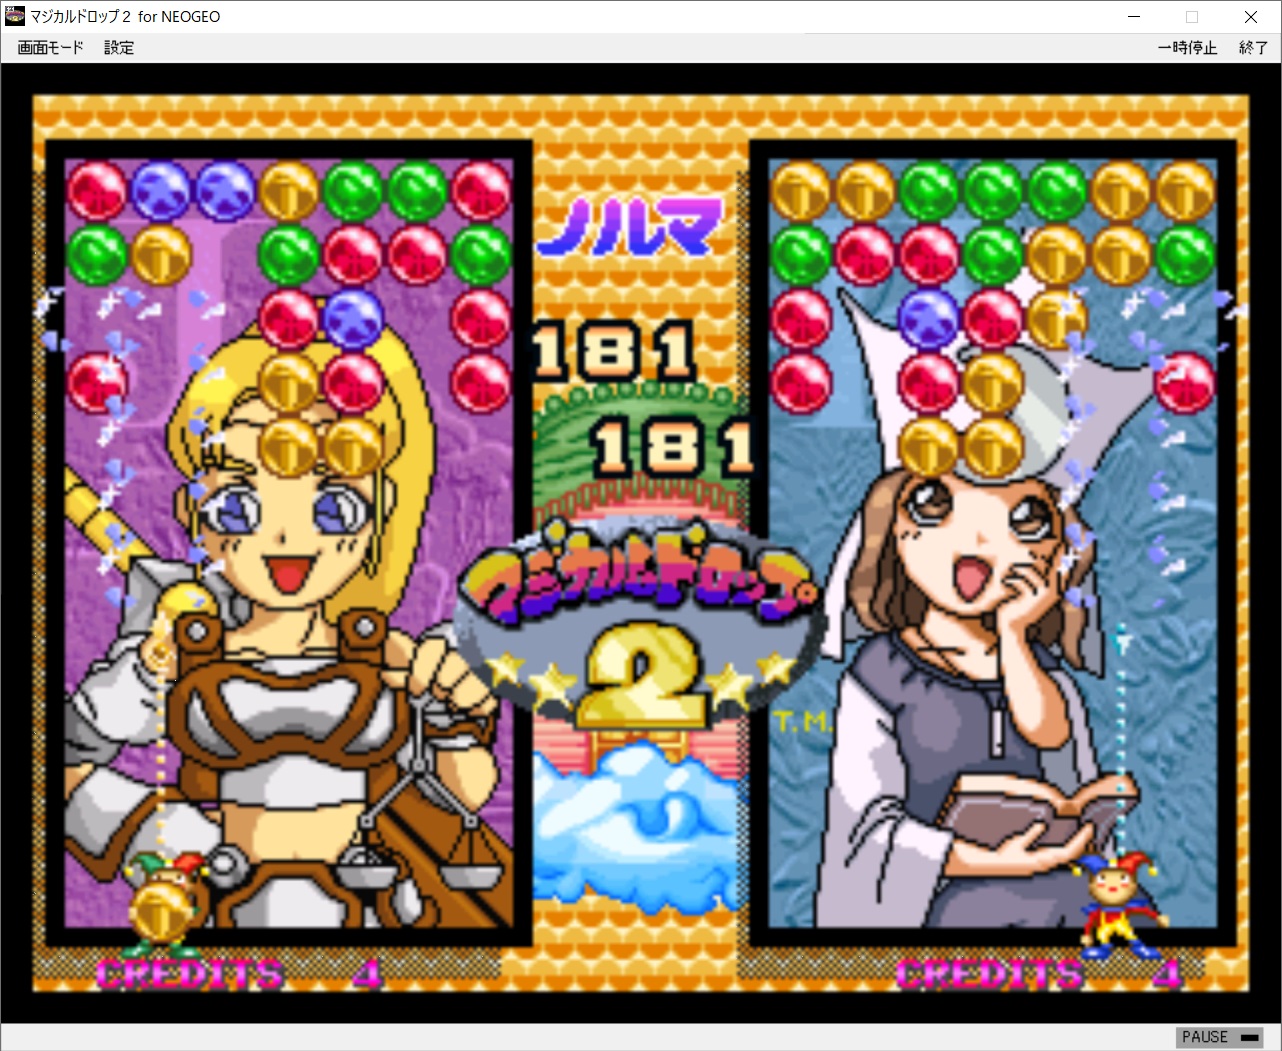 マジカルドロップ2 for NEOGEO
画面モード 設定 一時停止 終了
ノルマ
181
181
マジカルドロップ
2
T.M.
CREDITS 4 CREDITS 4
PAUSE